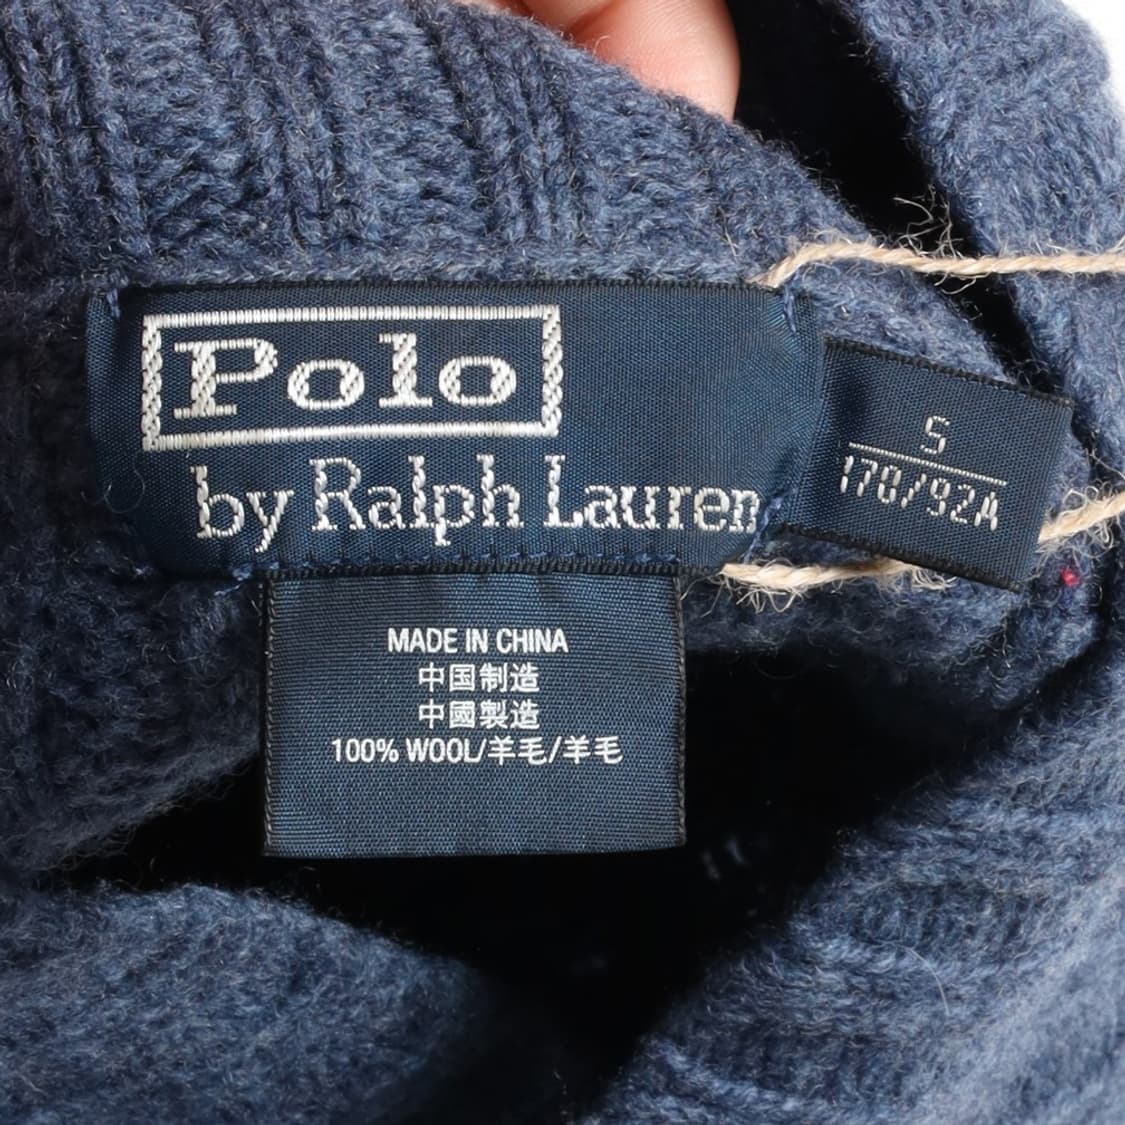 Polo
by Ralph Lauren
S
170/92A
MADE IN CHINA
中国制造
中國製造
100% WOOL/羊毛/羊毛